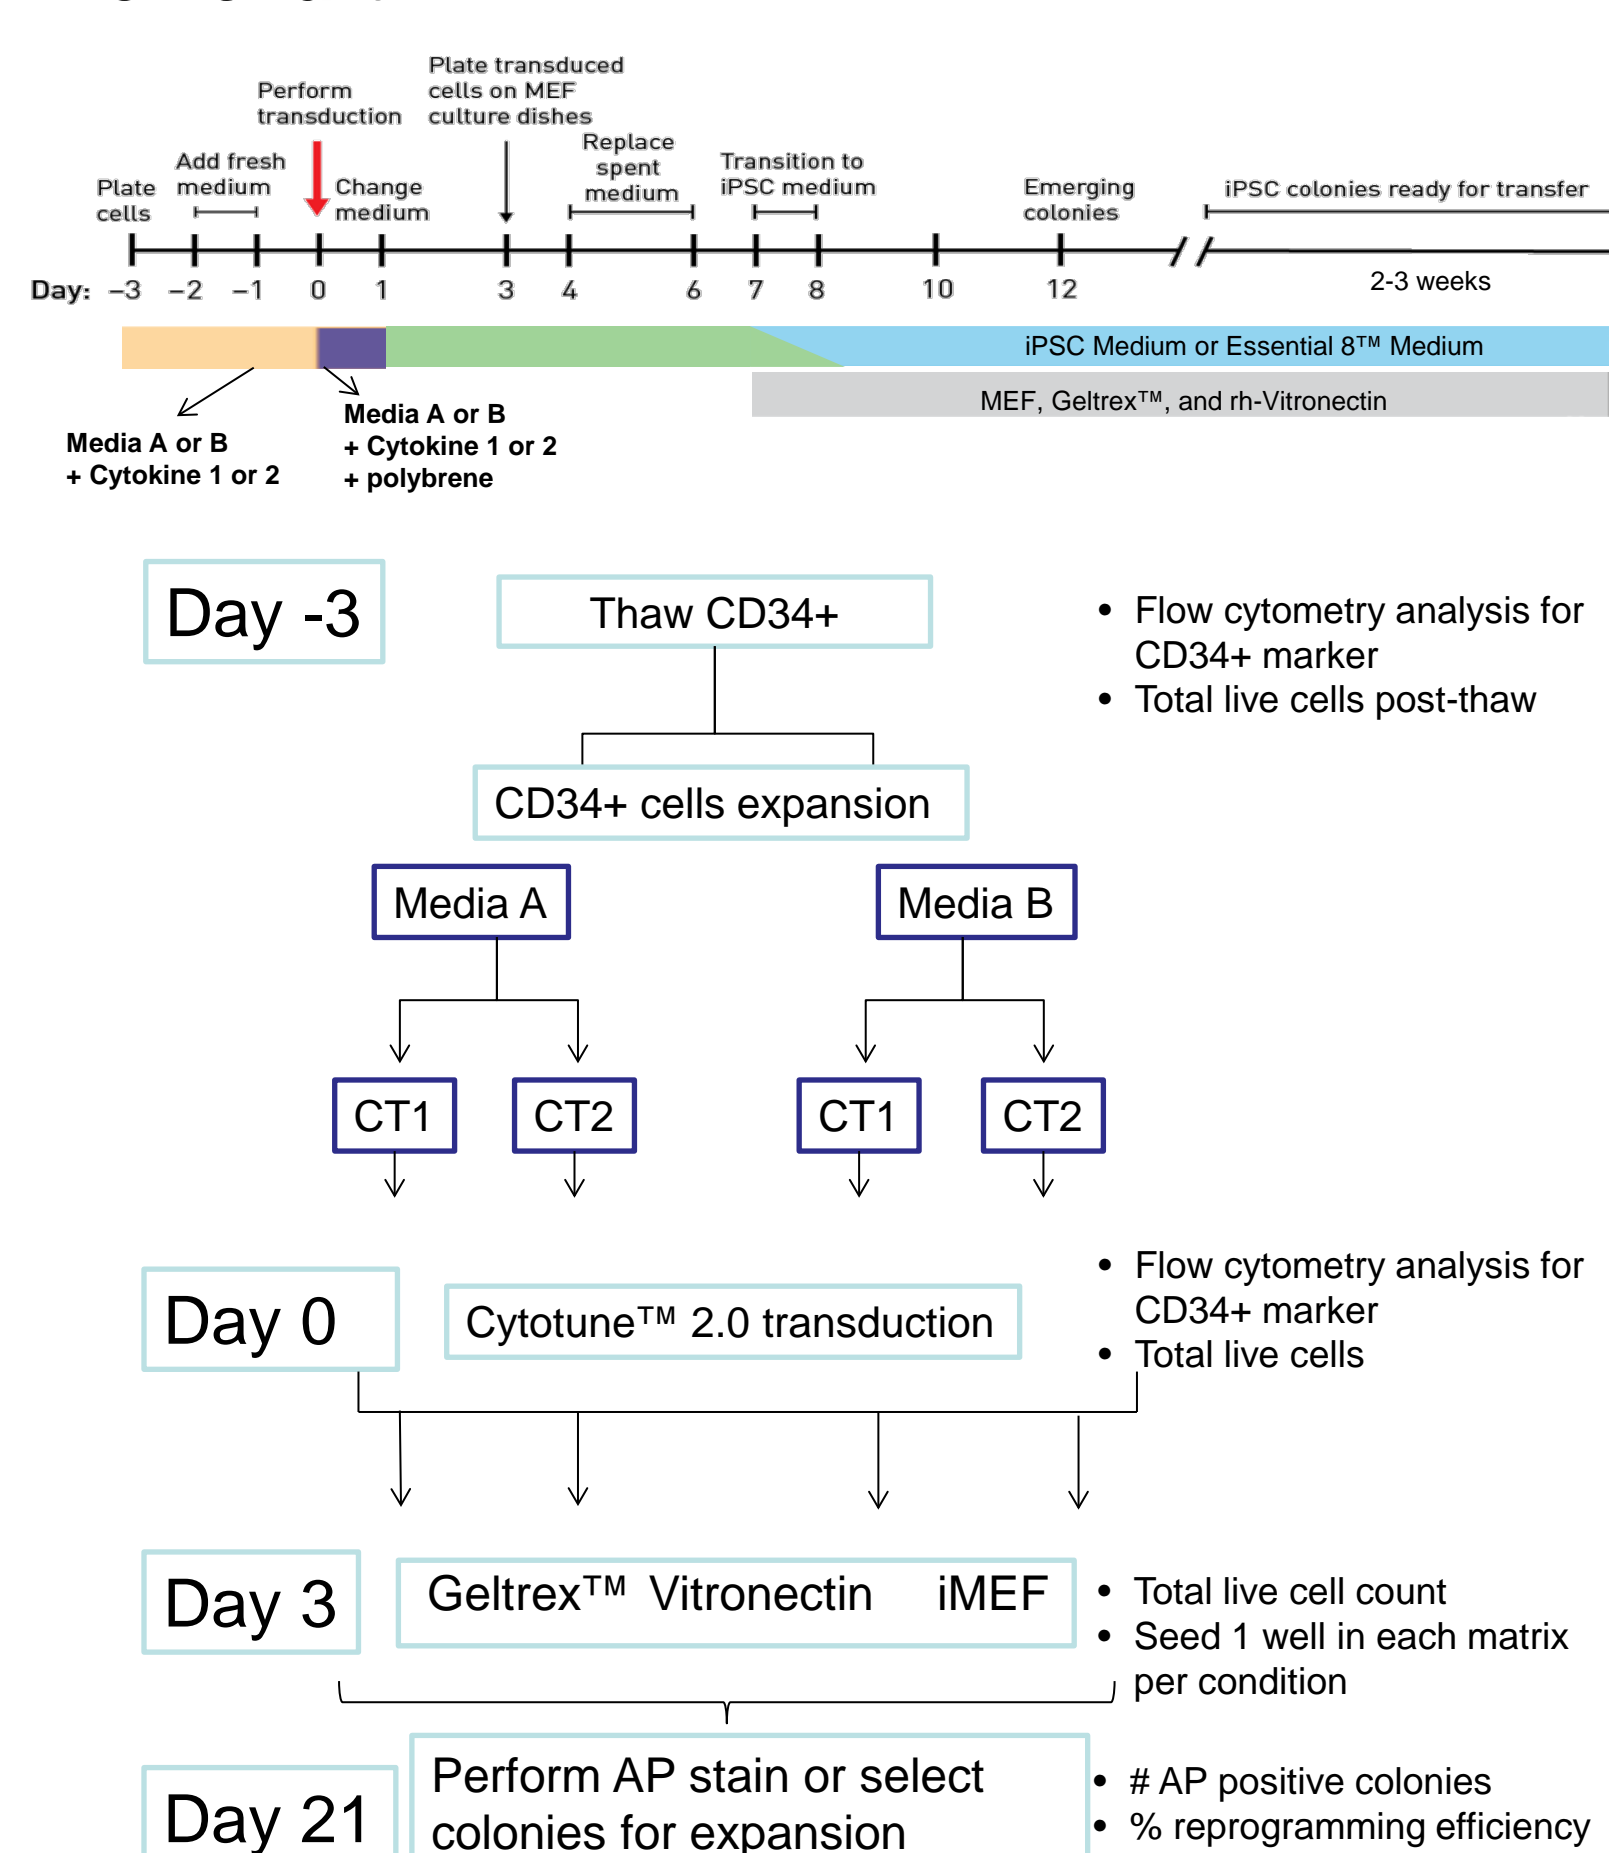 Perform
transduction
Plate transduced
cells on MEF
culture dishes
Plate
cells
Add fresh
medium
Change
medium
Replace
spent
medium
Transition to
iPSC medium
Emerging
colonies
iPSC colonies ready for transfer
Day: –3 –2 –1 0 1 3 4 6 7 8 10 12
2-3 weeks
iPSC Medium or Essential 8™ Medium
MEF, Geltrex™, and rh-Vitronectin
Media A or B
+ Cytokine 1 or 2
Media A or B
+ Cytokine 1 or 2
+ polybrene
Day -3
Thaw CD34+
• Flow cytometry analysis for
CD34+ marker
• Total live cells post-thaw
CD34+ cells expansion
Media A
Media B
CT1
CT2
CT1
CT2
Day 0
Cytotune™ 2.0 transduction
• Flow cytometry analysis for
CD34+ marker
• Total live cells
Day 3
Geltrex™ Vitronectin iMEF
• Total live cell count
• Seed 1 well in each matrix
per condition
Day 21
Perform AP stain or select
colonies for expansion
• # AP positive colonies
• % reprogramming efficiency